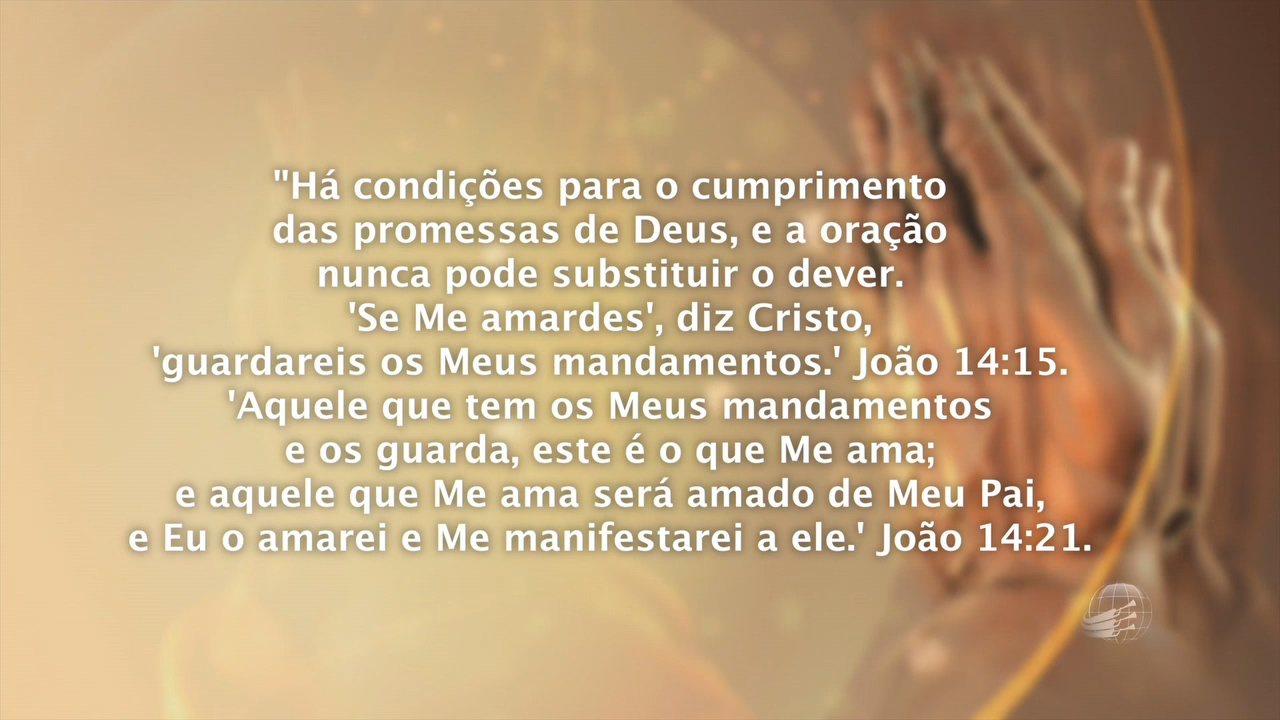 "Há condições para o cumprimento
das promessas de Deus, e a oração
nunca pode substituir o dever.
'Se Me amardes', diz Cristo,
'guardareis os Meus mandamentos.' João 14:15.
'Aquele que tem os Meus mandamentos
e os guarda, este é o que Me ama;
e aquele que Me ama será amado de Meu Pai,
e Eu o amarei e Me manifestarei a ele.' João 14:21.